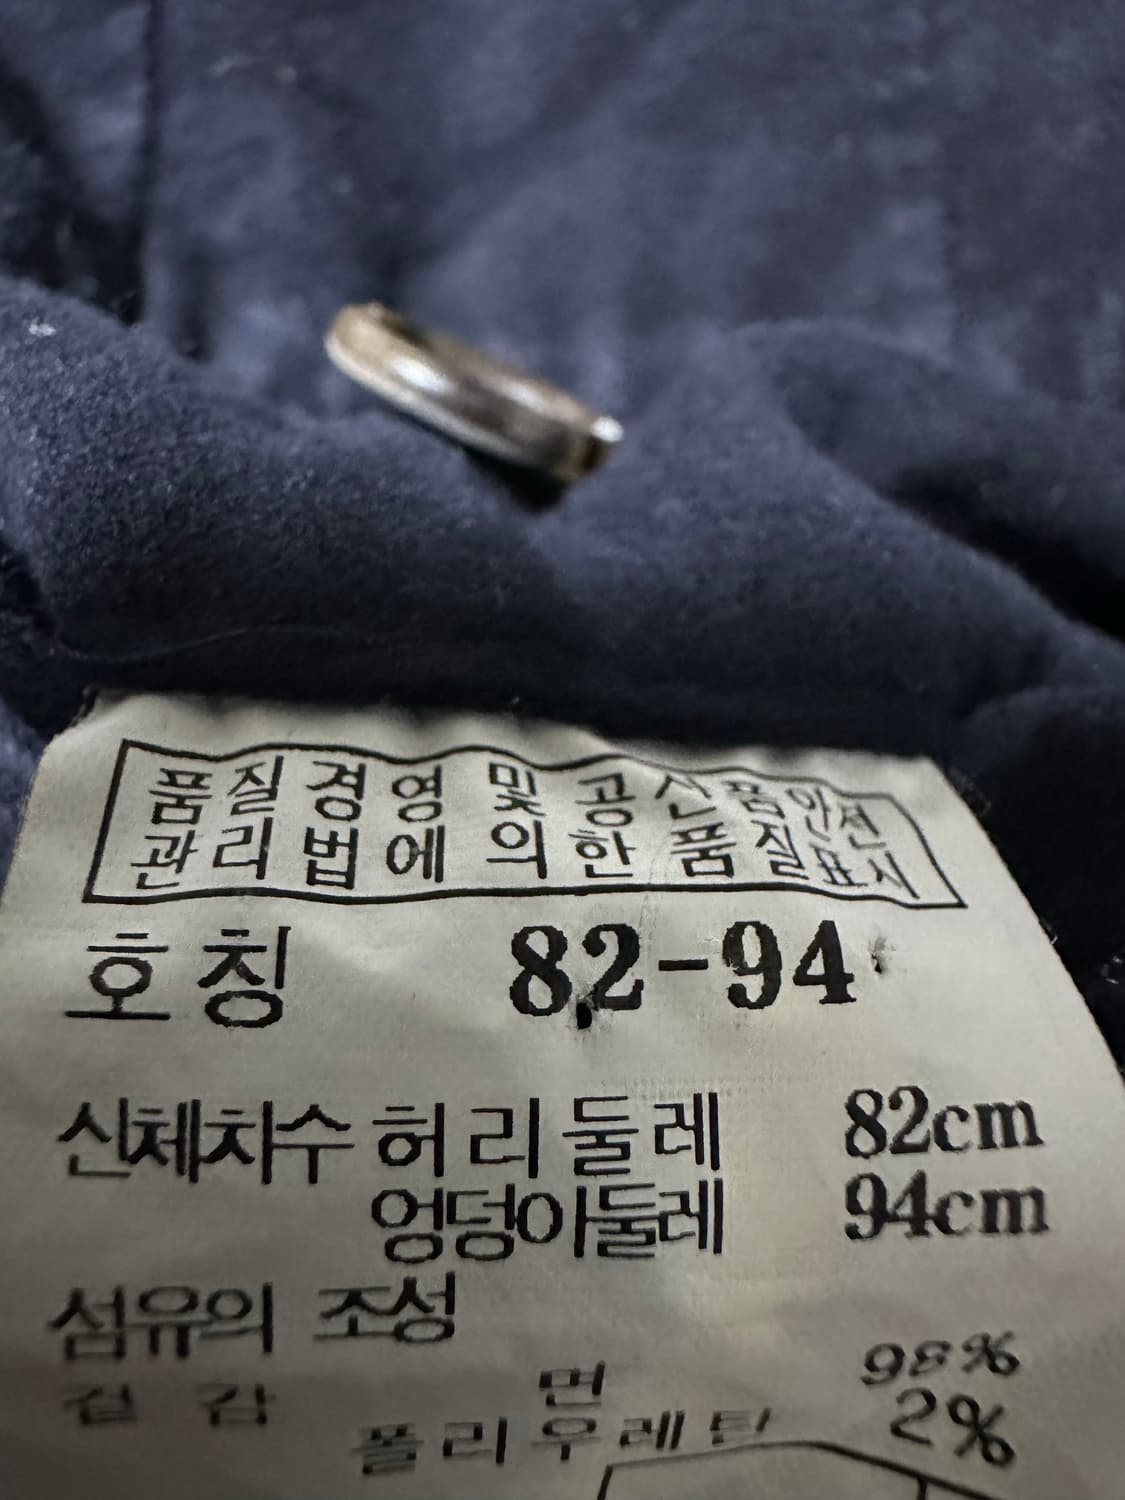 품질경영 및 공산품안전
관리법에 의한 품질표시
호칭 82-94
신체치수 허리둘레 82cm
엉덩이둘레 94cm
섬유의 조성
겉감 면 98%
폴리우레탄 2%